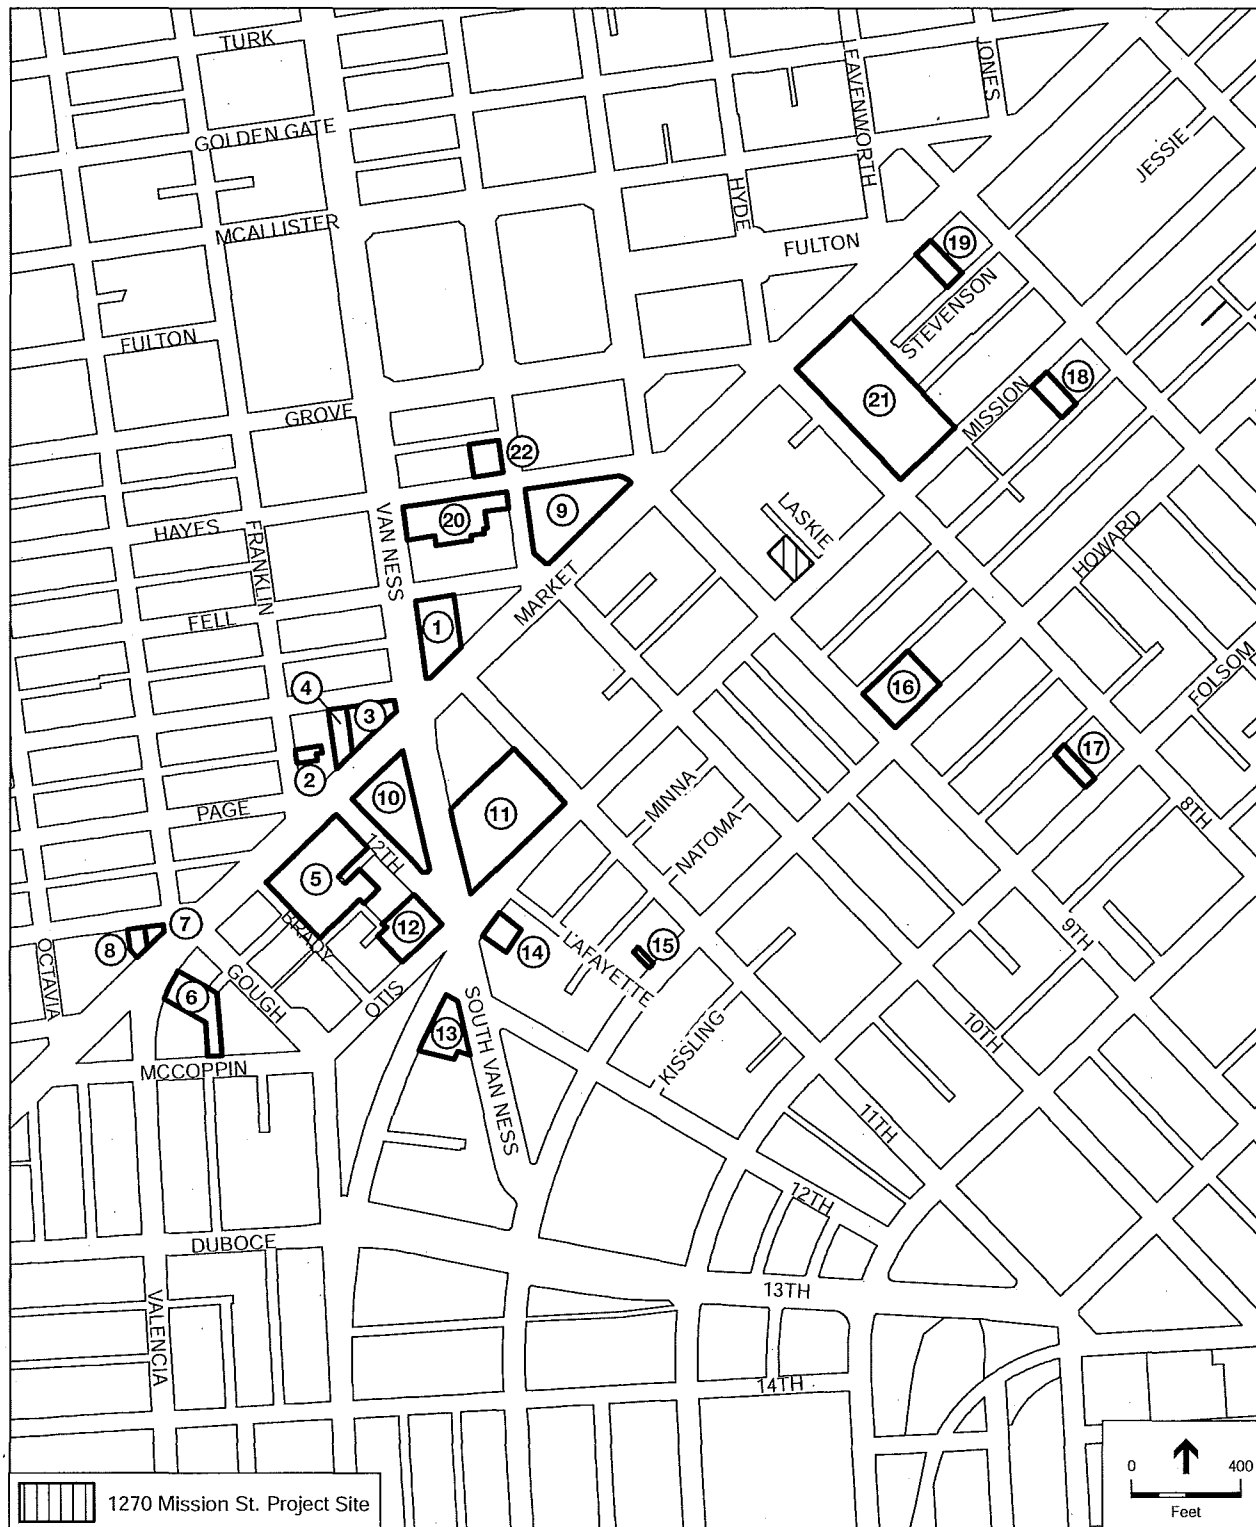 TURK
EAVENWORTH
JONES
GOLDEN GATE
JESSIE
HYDE
MCALLISTER
FULTON
19
STEVENSON
FULTON
18
21
MISSION
GROVE
22
LASKIE
9
20
VAN NESS
HAYES
FRANKLIN
HOWARD
MARKET
FELL
1
FOLSOM
4
16
3
17
2
10
MINNA
11
PAGE
8TH
NATOMA
12TH
5
7
BRADY
12
8
14
LAFAYETTE
15
9TH
OCTAVIA
GOUGH
6
OTIS
SOUTH VAN NESS
13
10TH
KISSLING
MCCOPPIN
11TH
12TH
DUBOCE
13TH
VALENCIA
14TH
0 400
Feet
1270 Mission St. Project Site